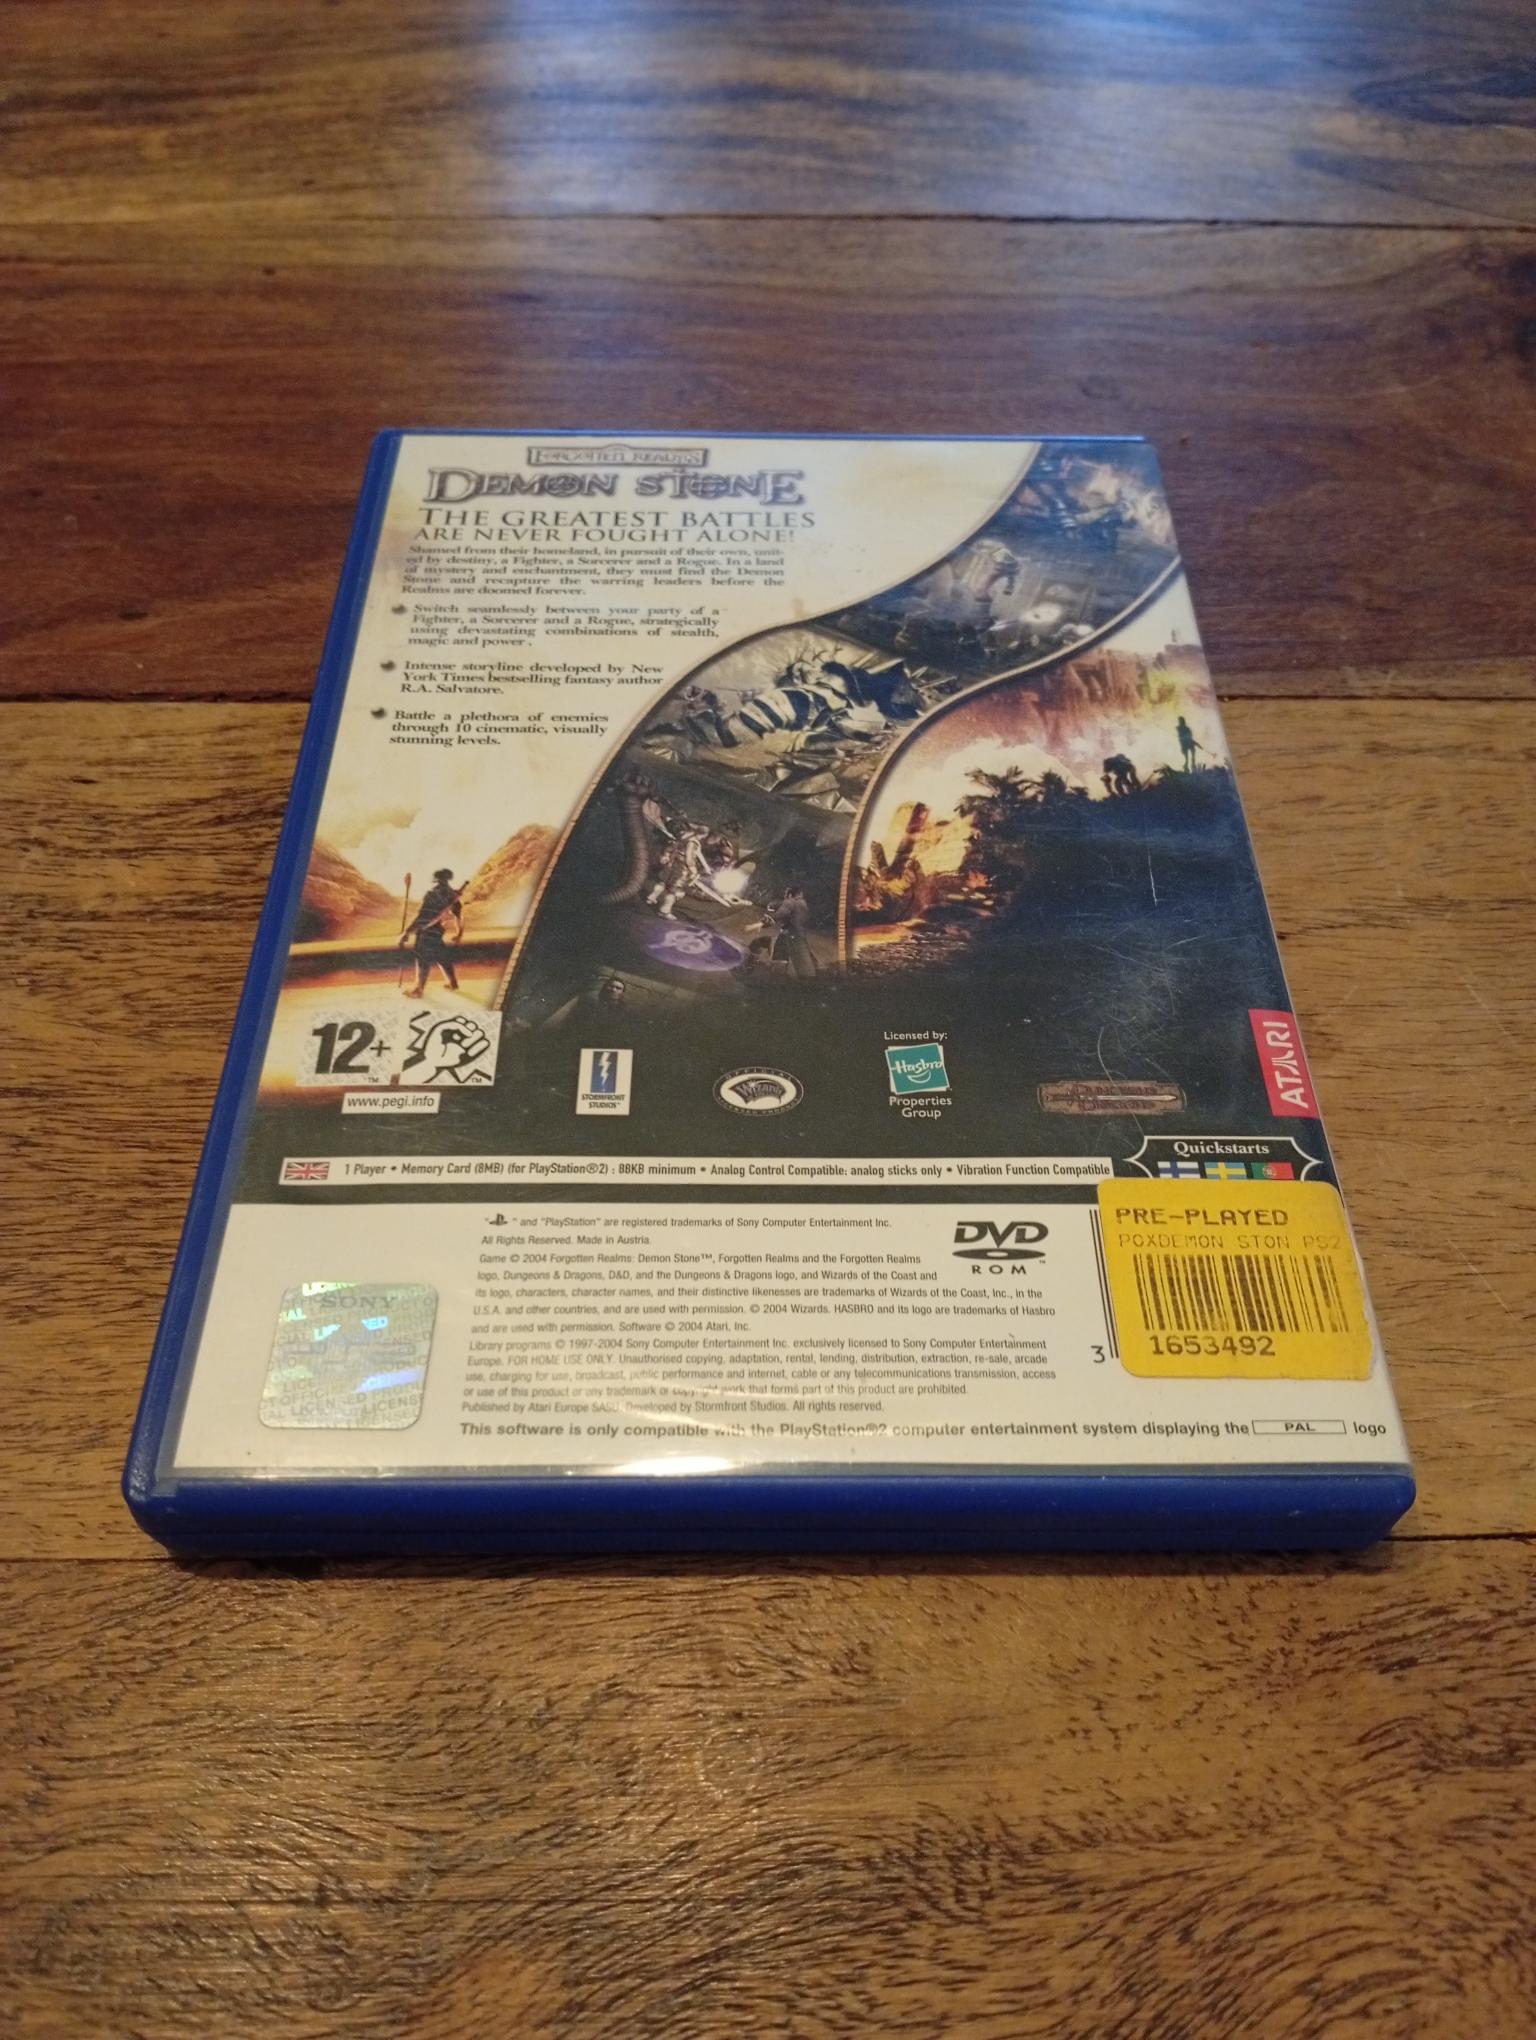 FORGOTTEN REALMS
DEMON STONE
THE GREATEST BATTLES
ARE NEVER FOUGHT ALONE!
Shamed from their homeland, in pursuit of their own, unit-
ed by destiny, a Fighter, a Sorcerer and a Rogue. In a land
of mystery and enchantment, they must find the Demon
Stone and recapture the warring leaders before the
Realms are doomed forever.
Switch seamlessly between your party of a
Fighter, a Sorcerer and a Rogue, strategically
using devastating combinations of stealth,
magic and power .
Intense storyline developed by New
York Times bestselling fantasy author
R.A. Salvatore.
Battle a plethora of enemies
through 10 cinematic, visually
stunning levels.
12+
www.pegi.info
STORMFRONT
STUDIOS™
OFFICIAL
Wizards
LICENSED PRODUCT
Licensed by:
Hasbro
Properties
Group
DUNGEONS & DRAGONS
ATARI
Quickstarts
1 Player • Memory Card (8MB) (for PlayStation®2) : 88KB minimum • Analog Control Compatible: analog sticks only • Vibration Function Compatible
" " and "PlayStation" are registered trademarks of Sony Computer Entertainment Inc.
All Rights Reserved. Made in Austria.
Game © 2004 Forgotten Realms: Demon Stone™, Forgotten Realms and the Forgotten Realms
logo, Dungeons & Dragons, D&D, and the Dungeons & Dragons logo, and Wizards of the Coast and
its logo, characters, character names, and their distinctive likenesses are trademarks of Wizards of the Coast, Inc., in the
U.S.A. and other countries, and are used with permission. © 2004 Wizards. HASBRO and its logo are trademarks of Hasbro
and are used with permission. Software © 2004 Atari, Inc.
Library programs © 1997-2004 Sony Computer Entertainment Inc. exclusively licensed to Sony Computer Entertainment
Europe. FOR HOME USE ONLY. Unauthorised copying, adaptation, rental, lending, distribution, extraction, re-sale, arcade
use, charging for use, broadcast, public performance and internet, cable or any telecommunications transmission, access
or use of this product or any trademark or copyright work that forms part of this product are prohibited.
Published by Atari Europe SASU. Developed by Stormfront Studios. All rights reserved.
This software is only compatible with the PlayStation®2 computer entertainment system displaying the PAL logo
DVD
ROM
SONY
3
PRE-PLAYED
POXDEMON STON PS2
1653492